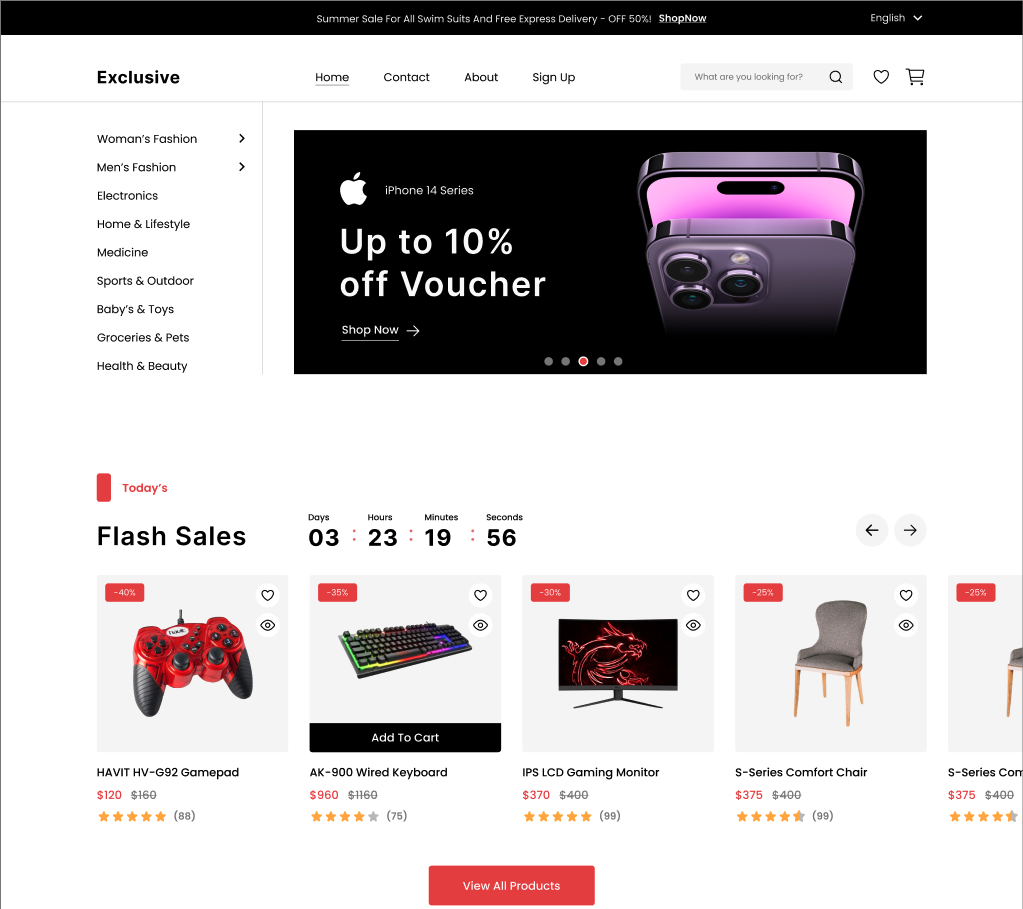 Summer Sale For All Swim Suits And Free Express Delivery - OFF 50%! ShopNow
English
Exclusive
Home
Contact
About
Sign Up
What are you looking for?
Woman's Fashion
Men's Fashion
Electronics
Home & Lifestyle
Medicine
Sports & Outdoor
Baby's & Toys
Groceries & Pets
Health & Beauty
iPhone 14 Series
Up to 10%
off Voucher
Shop Now
Today's
Flash Sales
Days
03
:
Hours
23
:
Minutes
19
:
Seconds
56
-40%
havit
HAVIT HV-G92 Gamepad
$120 $160
(88)
-35%
Add To Cart
AK-900 Wired Keyboard
$960 $1160
(75)
-30%
IPS LCD Gaming Monitor
$370 $400
(99)
-25%
S-Series Comfort Chair
$375 $400
(99)
-25%
S-Series Com
$375 $400
View All Products